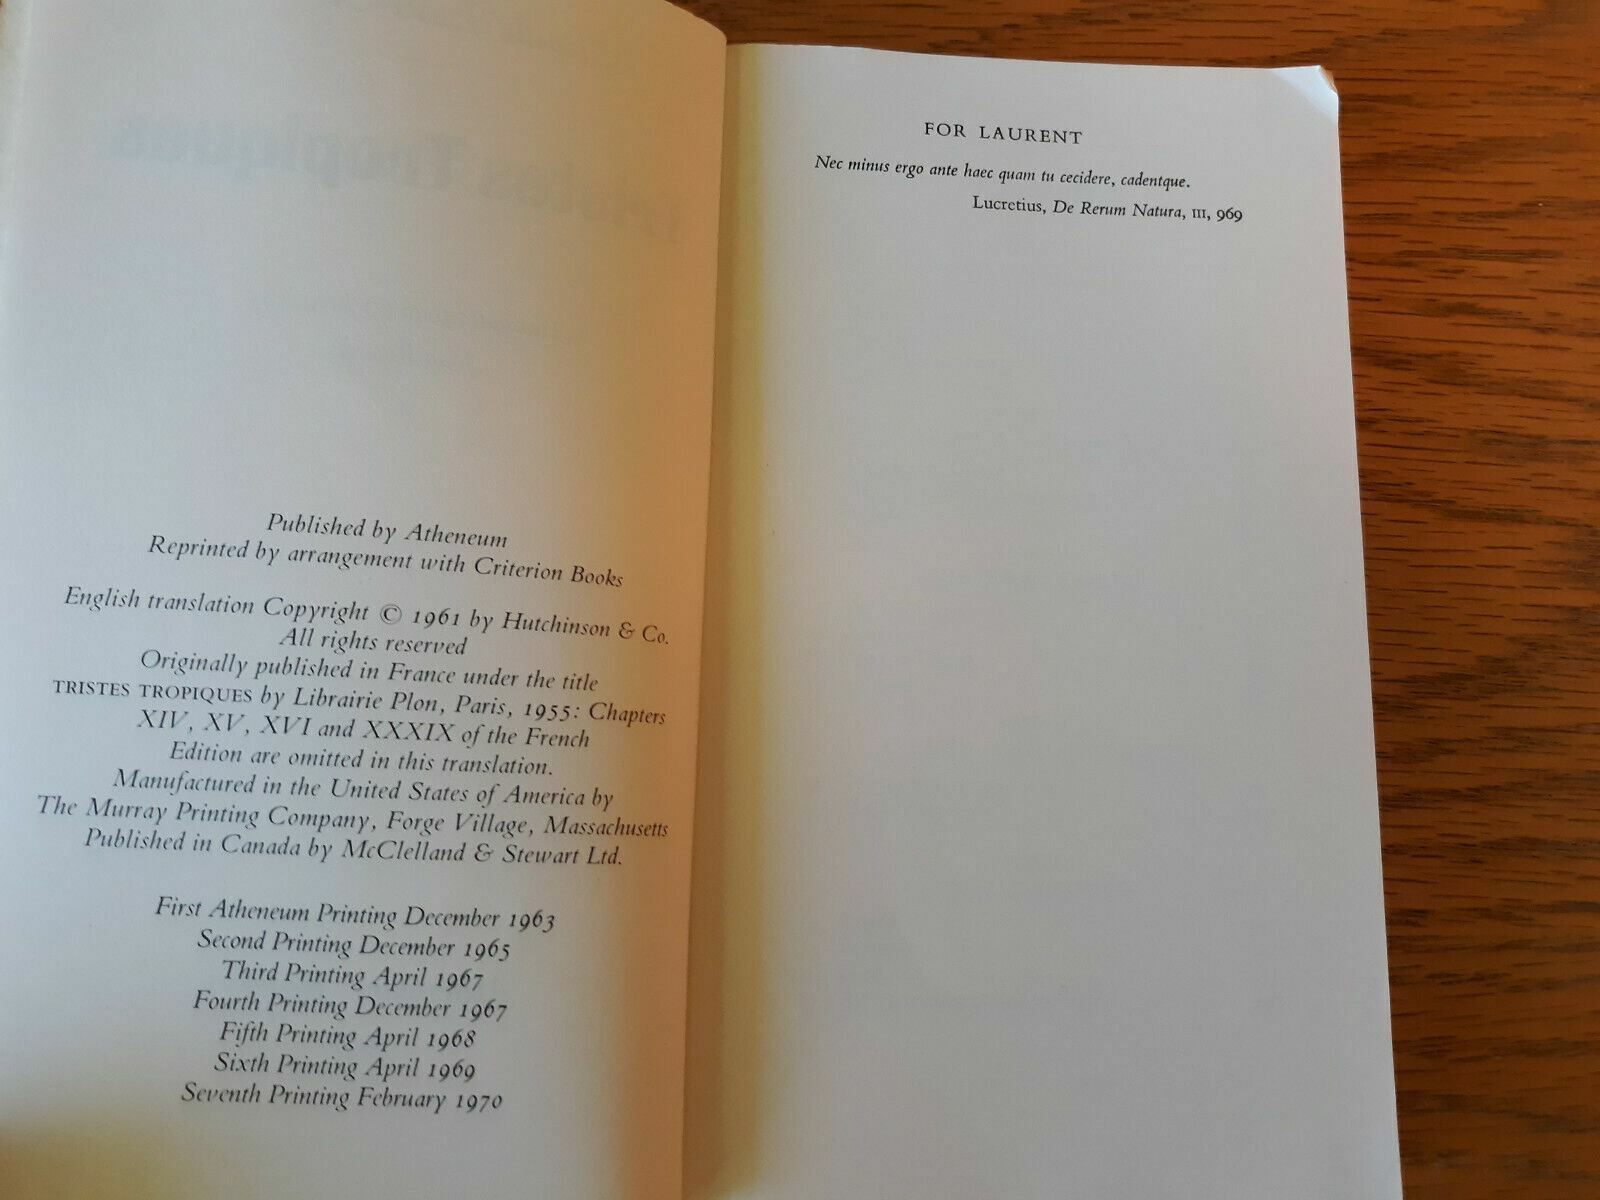 Published by Atheneum
Reprinted by arrangement with Criterion Books
English translation Copyright © 1961 by Hutchinson & Co.
All rights reserved
Originally published in France under the title
TRISTES TROPIQUES by Librairie Plon, Paris, 1955: Chapters
XIV, XV, XVI and XXXIX of the French
Edition are omitted in this translation.
Manufactured in the United States of America by
The Murray Printing Company, Forge Village, Massachusetts
Published in Canada by McClelland & Stewart Ltd.
First Atheneum Printing December 1963
Second Printing December 1965
Third Printing April 1967
Fourth Printing December 1967
Fifth Printing April 1968
Sixth Printing April 1969
Seventh Printing February 1970
FOR LAURENT
Nec minus ergo ante haec quam tu cecidere, cadentque.
Lucretius, De Rerum Natura, III, 969